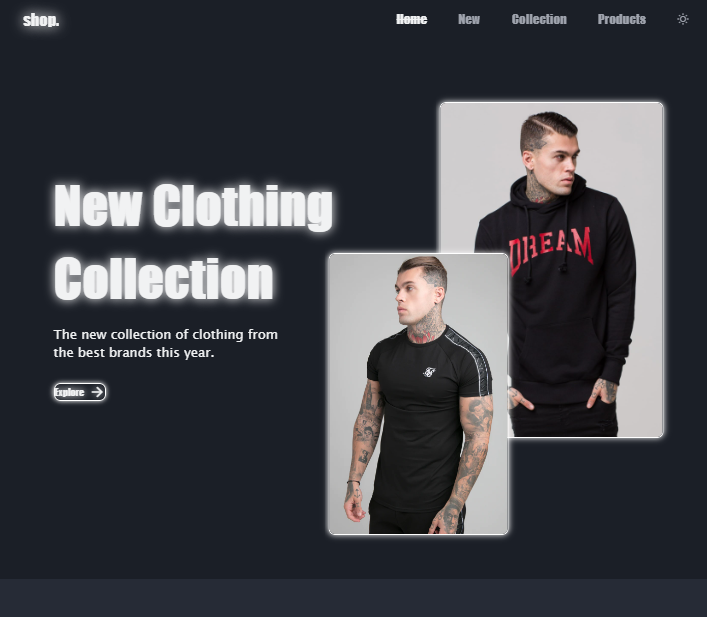 shop.
Home
New
Collection
Products
New Clothing
Collection
The new collection of clothing from
the best brands this year.
Explore
DREAM